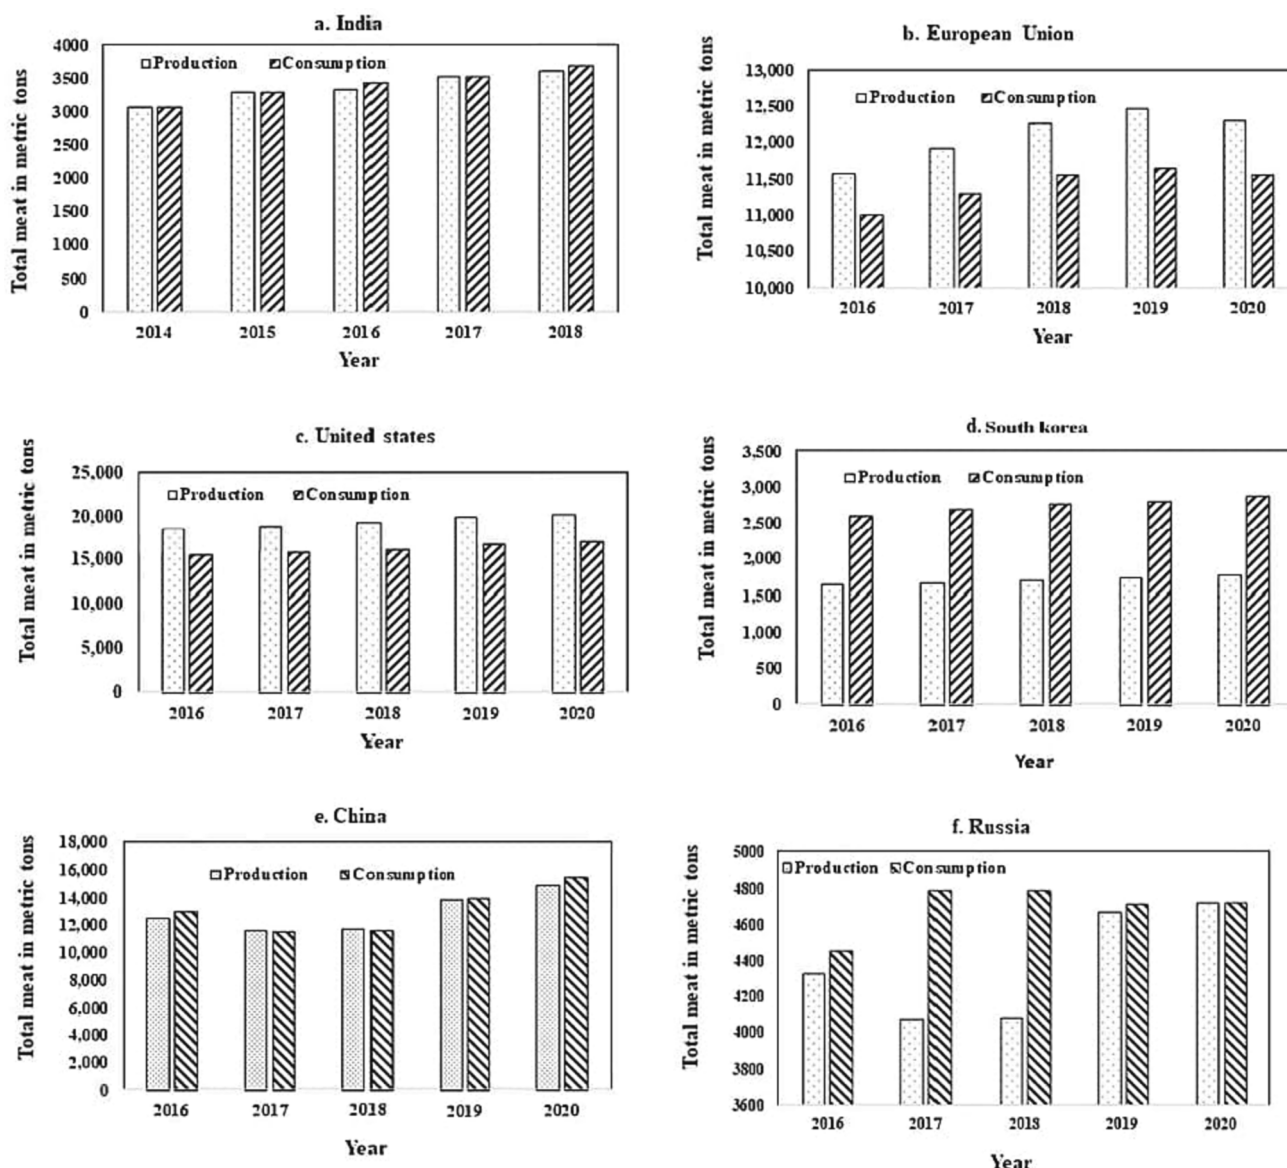 a. India
Total meat in metric tons
4000
3500
3000
2500
2000
1500
1000
500
0
Production Consumption
2014 2015 2016 2017 2018
Year
b. European Union
Total meat in metric tons
13,000
12,500
12,000
11,500
11,000
10,500
10,000
Production Consumption
2016 2017 2018 2019 2020
Year
c. United states
Total meat in metric tons
25,000
20,000
15,000
10,000
5,000
0
Production Consumption
2016 2017 2018 2019 2020
Year
d. South korea
Total meat in metric tons
3,500
3,000
2,500
2,000
1,500
1,000
500
0
Production Consumption
2016 2017 2018 2019 2020
Year
e. China
Total meat in metric tons
18,000
16,000
14,000
12,000
10,000
8,000
6,000
4,000
2,000
0
Production Consumption
2016 2017 2018 2019 2020
Year
f. Russia
Total meat in metric tons
5000
4800
4600
4400
4200
4000
3800
3600
Production Consumption
2016 2017 2018 2019 2020
Year